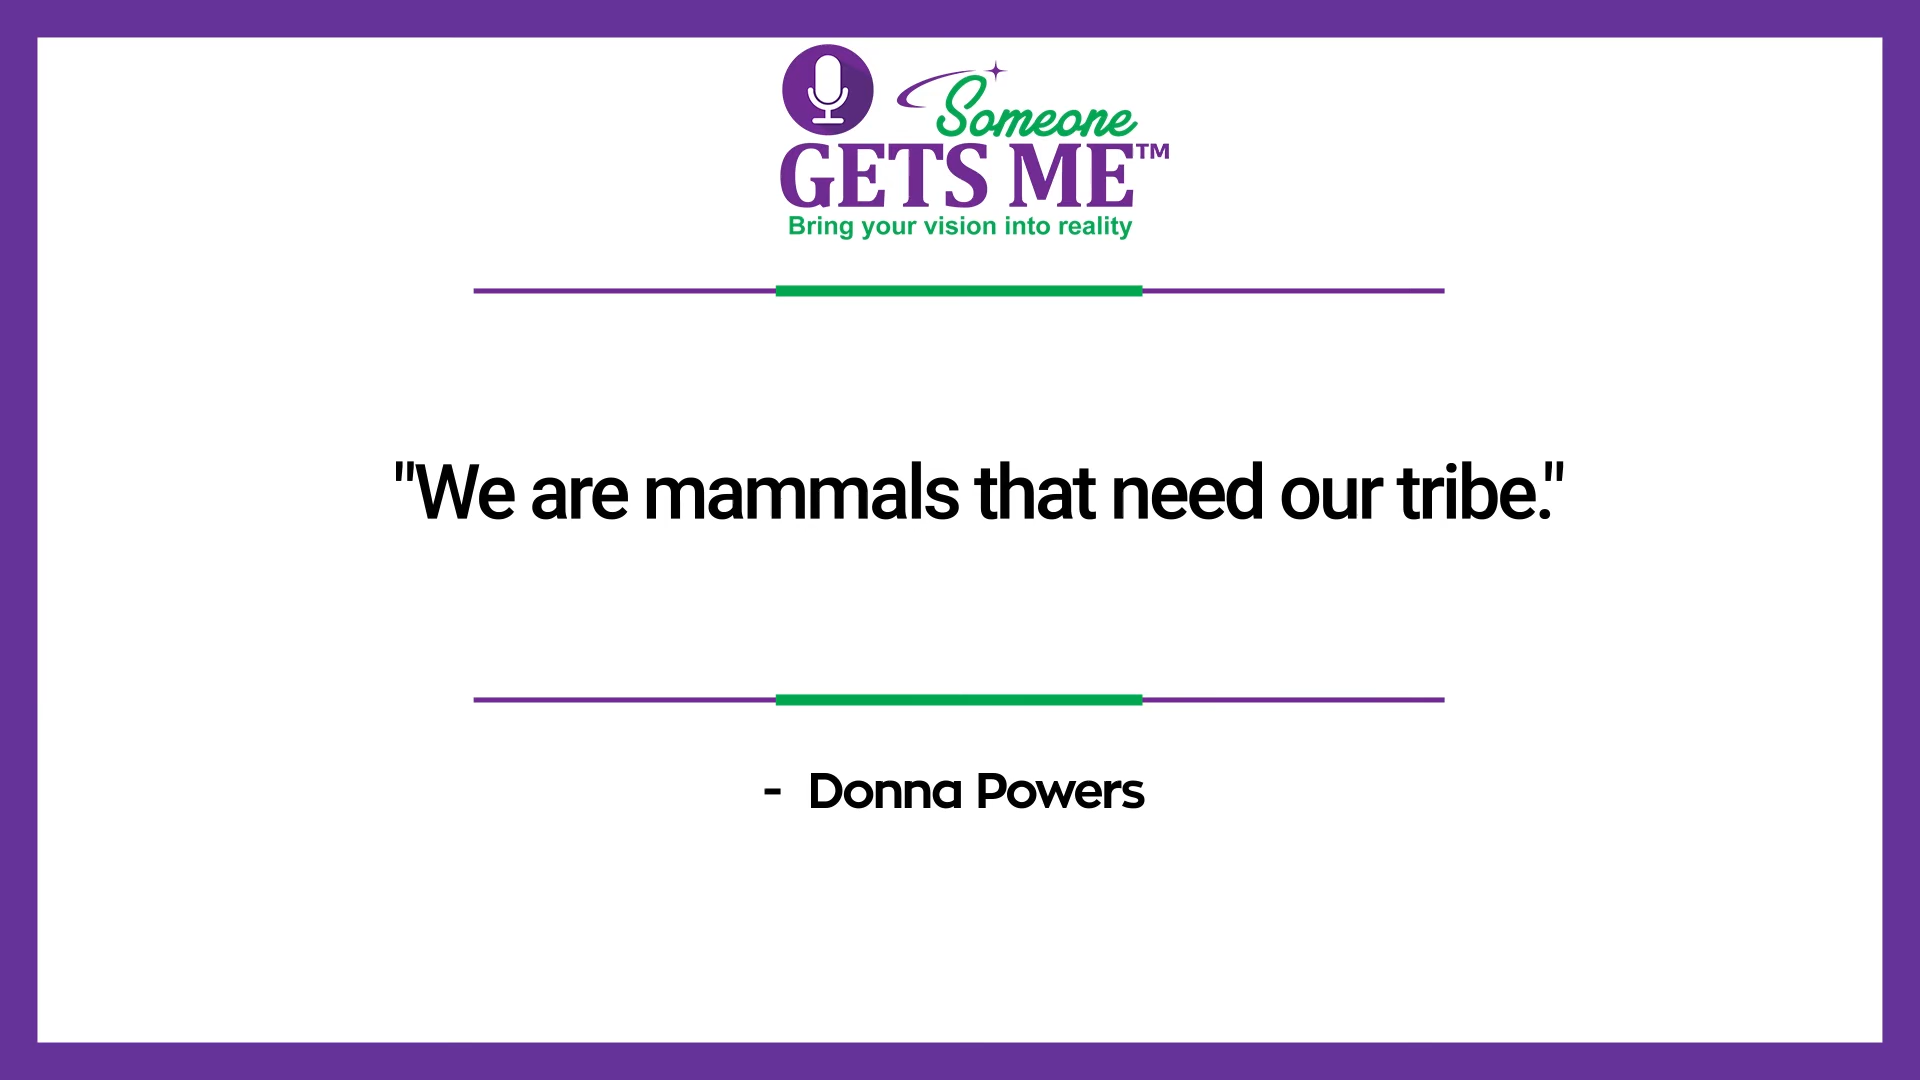 Someone
GETS ME™
Bring your vision into reality
"We are mammals that need our tribe."
- Donna Powers